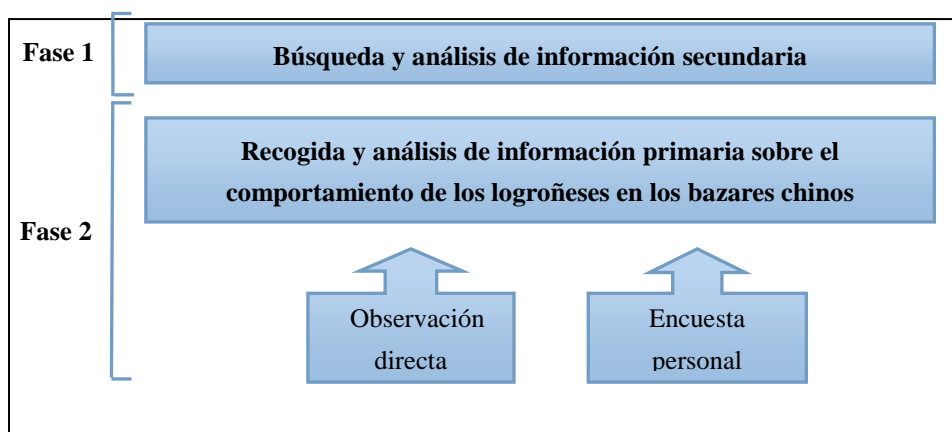 Fase 1
Búsqueda y análisis de información secundaria
Recogida y análisis de información primaria sobre el
comportamiento de los logroñeses en los bazares chinos
Fase 2
Observación
directa
Encuesta
personal